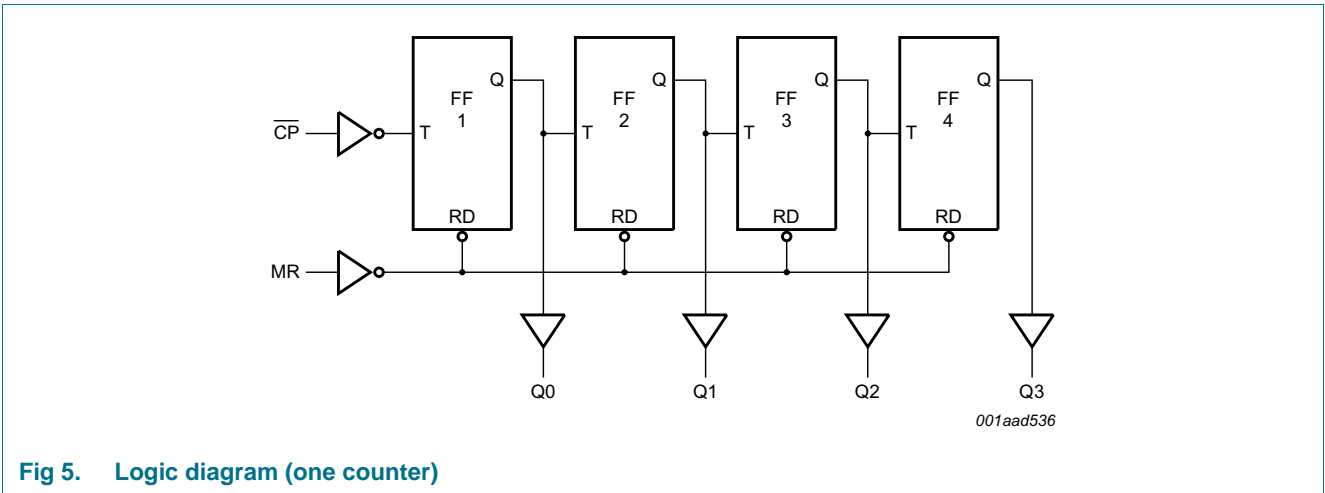 Q Q Q Q
FF FF FF FF
1 2 3 4
C̅P̅ T T T T
RD RD RD RD
MR
Q0 Q1 Q2 Q3
001aad536
Fig 5. Logic diagram (one counter)